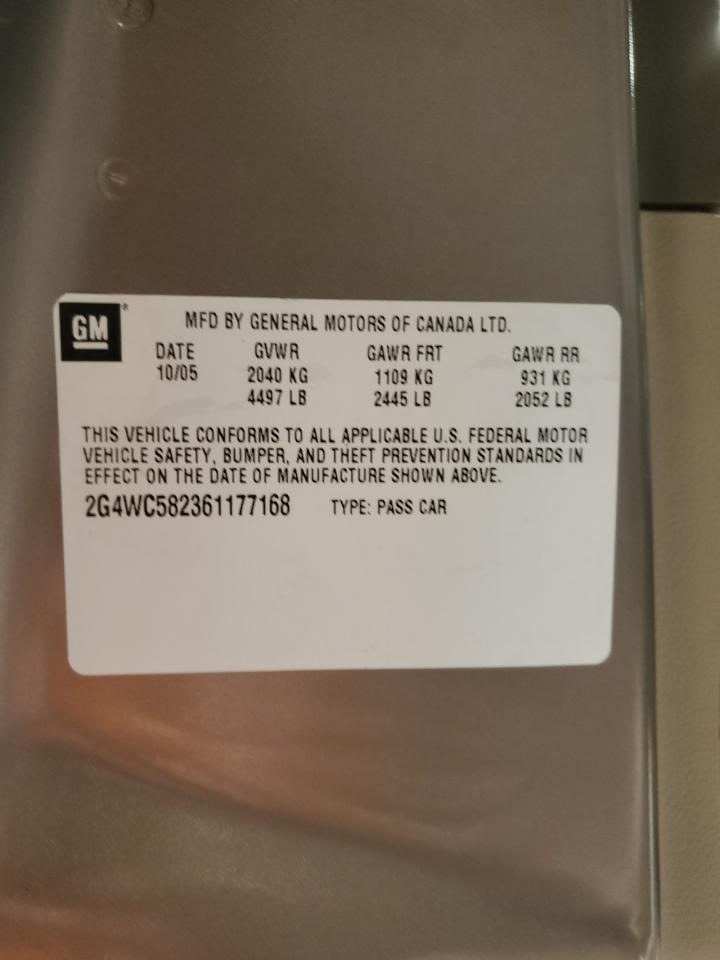 GM®
MFD BY GENERAL MOTORS OF CANADA LTD.
DATE GVWR GAWR FRT GAWR RR
10/05 2040 KG 1109 KG 931 KG
4497 LB 2445 LB 2052 LB
THIS VEHICLE CONFORMS TO ALL APPLICABLE U.S. FEDERAL MOTOR
VEHICLE SAFETY, BUMPER, AND THEFT PREVENTION STANDARDS IN
EFFECT ON THE DATE OF MANUFACTURE SHOWN ABOVE.
2G4WC582361177168 TYPE: PASS CAR